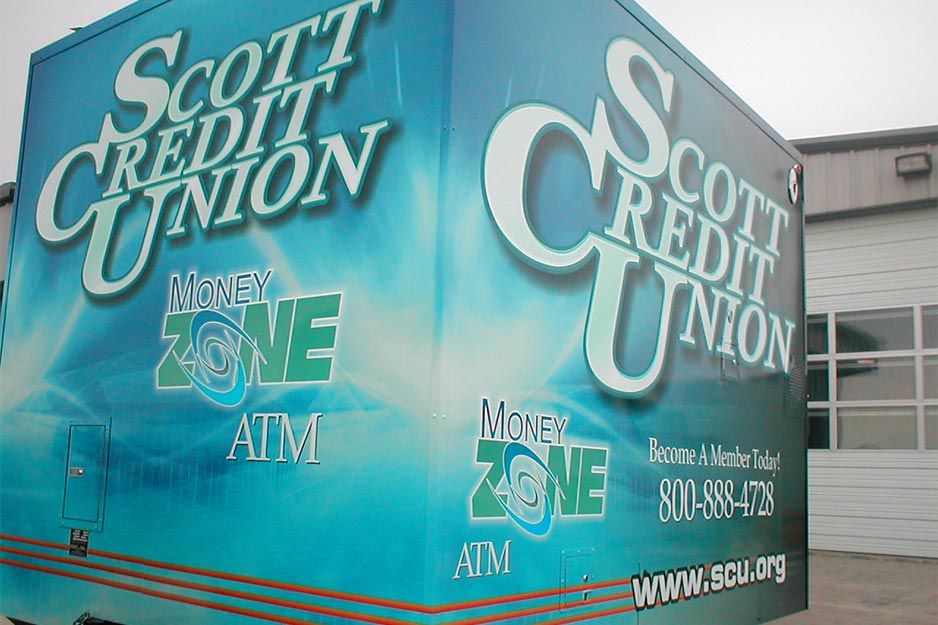 Scott
Credit
Union
Money
Zone
ATM
Scott
Credit
Union
Money
Zone
ATM
Become A Member Today!
800-888-4728
www.scu.org